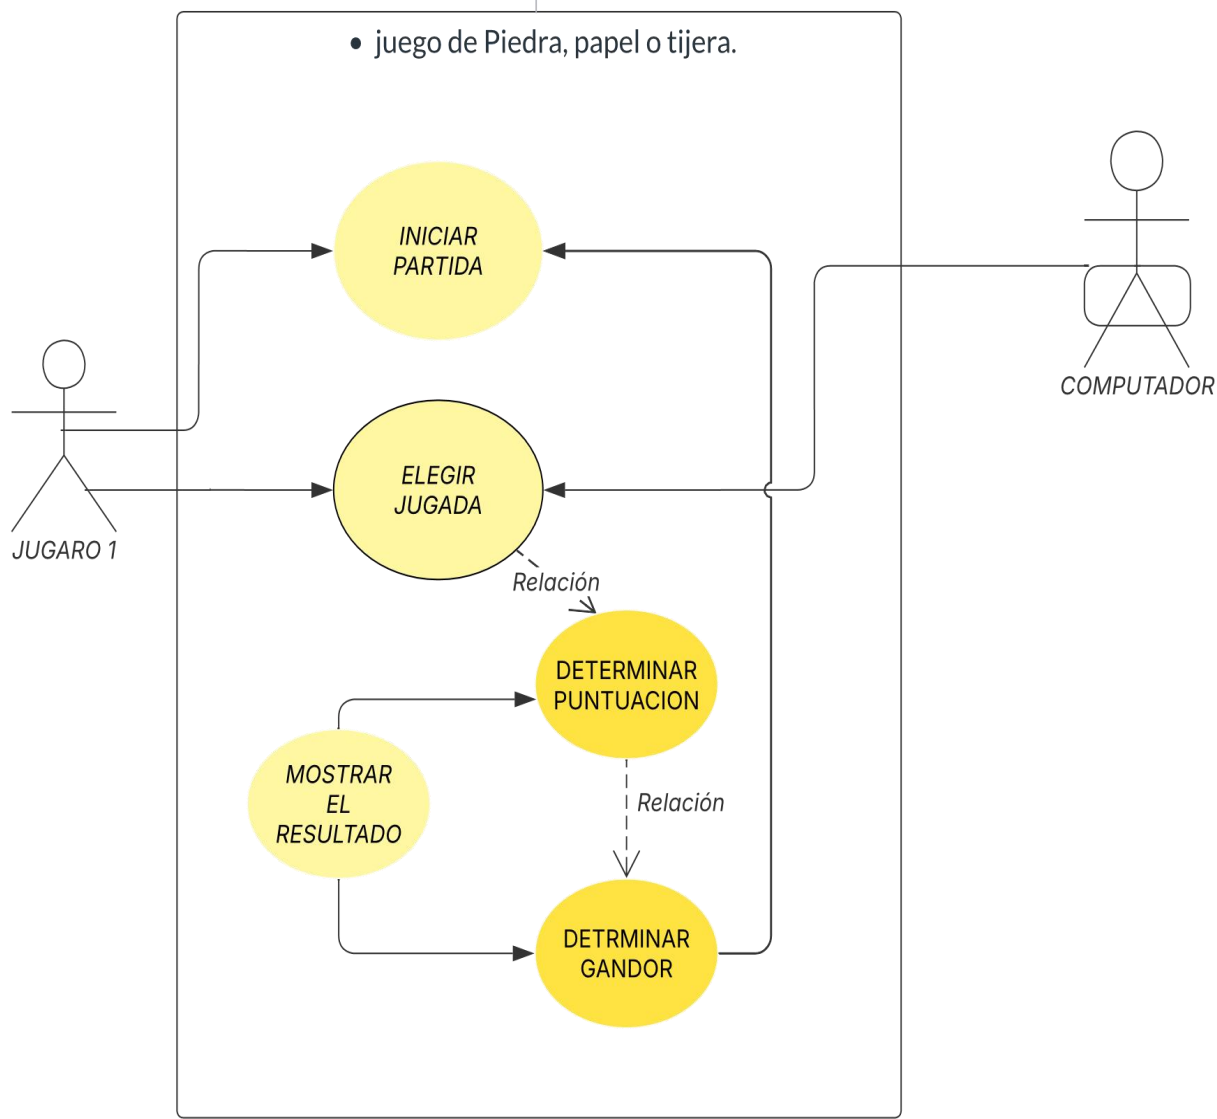 • juego de Piedra, papel o tijera.
INICIAR
PARTIDA
COMPUTADOR
ELEGIR
JUGADA
JUGARO 1
Relación
DETERMINAR
PUNTUACION
MOSTRAR
EL
RESULTADO
Relación
DETRMINAR
GANDOR